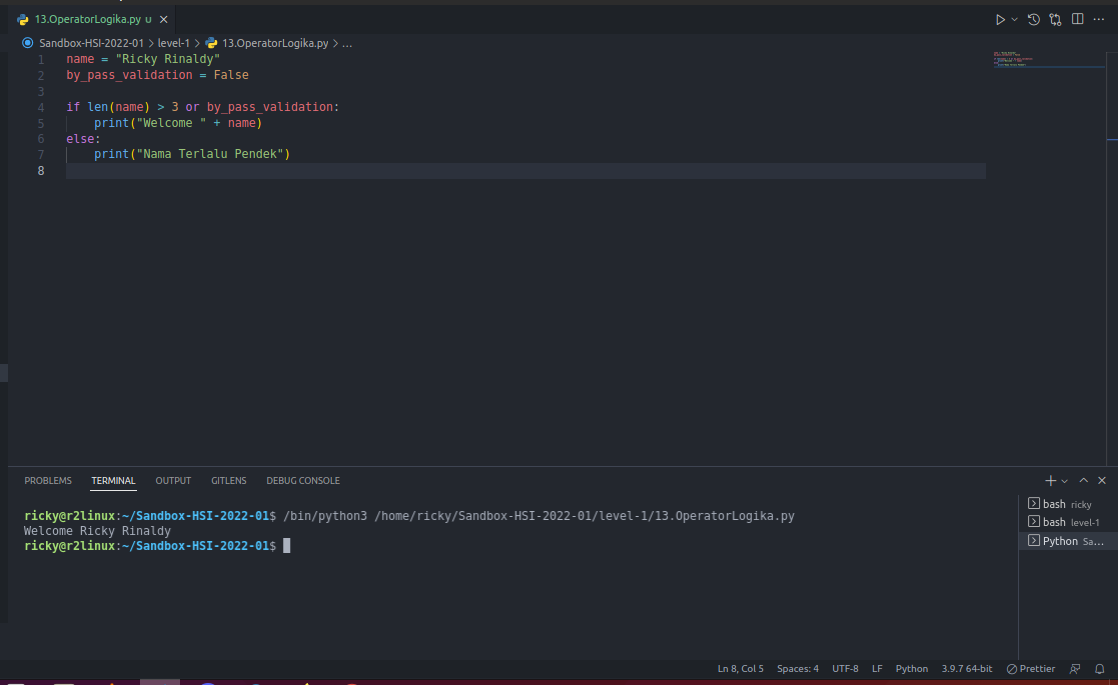 13.OperatorLogika.py U
Sandbox-HSI-2022-01 > level-1 > 13.OperatorLogika.py > ...
1 name = "Ricky Rinaldy"
2 by_pass_validation = False
3
4 if len(name) > 3 or by_pass_validation:
5 print("Welcome " + name)
6 else:
7 print("Nama Terlalu Pendek")
8
PROBLEMS TERMINAL OUTPUT GITLENS DEBUG CONSOLE
ricky@r2linux:~/Sandbox-HSI-2022-01$ /bin/python3 /home/ricky/Sandbox-HSI-2022-01/level-1/13.OperatorLogika.py
Welcome Ricky Rinaldy
ricky@r2linux:~/Sandbox-HSI-2022-01$
bash ricky
bash level-1
Python Sa...
Ln 8, Col 5 Spaces: 4 UTF-8 LF Python 3.9.7 64-bit Prettier